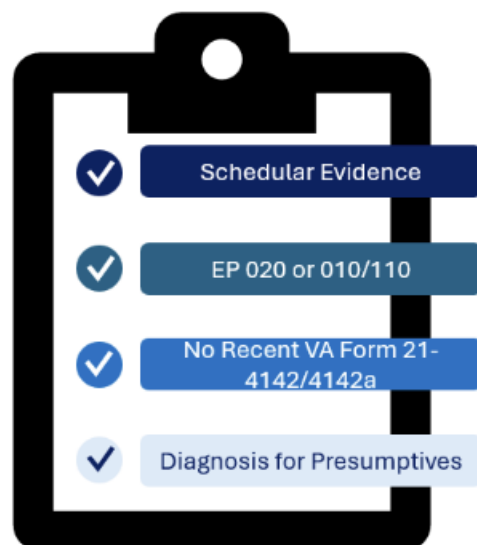 Schedular Evidence
EP 020 or 010/110
No Recent VA Form 21-
4142/4142a
Diagnosis for Presumptives